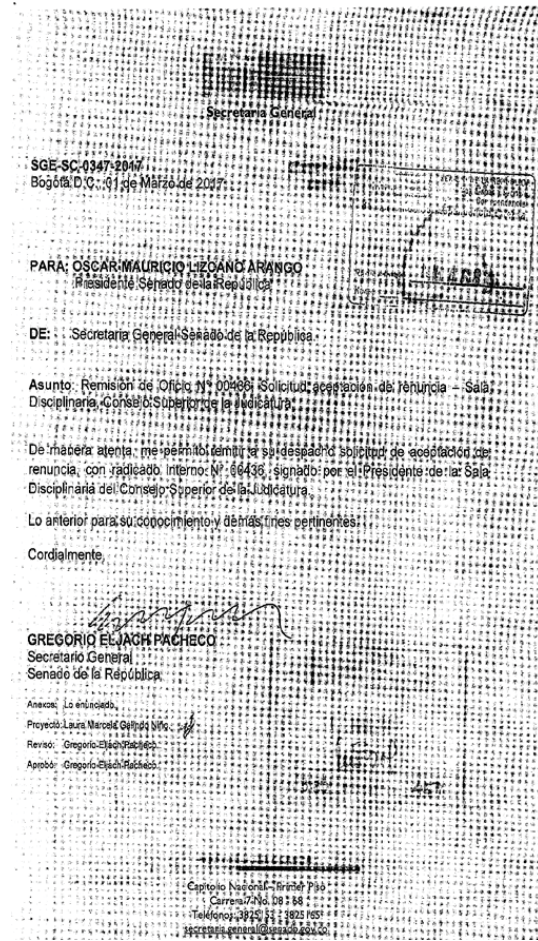 Secretaría General
SGE-SC-0347-2017
Bogotá D.C., 01 de Marzo de 2017
PARA: OSCAR MAURICIO LIZCANO ARANGO
Presidente Senado de la República
DE: Secretaria General Senado de la República.
Asunto: Remisión de Oficio N° 00436, Solicitud aceptación de renuncia – Sala
Disciplinaria, Consejo Superior de la Judicatura.
De manera atenta, me permito remitir a su despacho solicitud de aceptación de
renuncia, con radicado interno N° 00436, signado por el Presidente de la Sala
Disciplinaria del Consejo Superior de la Judicatura.
Lo anterior para su conocimiento y demás fines pertinentes.
Cordialmente,
GREGORIO ELJACH PACHECO
Secretario General
Senado de la República
Anexos: Lo enunciado.
Proyectó: Laura Marcela Galindo Niño.
Revisó: Gregorio Eljach Pacheco.
Aprobó: Gregorio Eljach Pacheco.
Capitolio Nacional – Primer Piso
Carrera 7 No. 08 - 68
Teléfonos: 3825151 - 3825165
secretaria.general@senado.gov.co